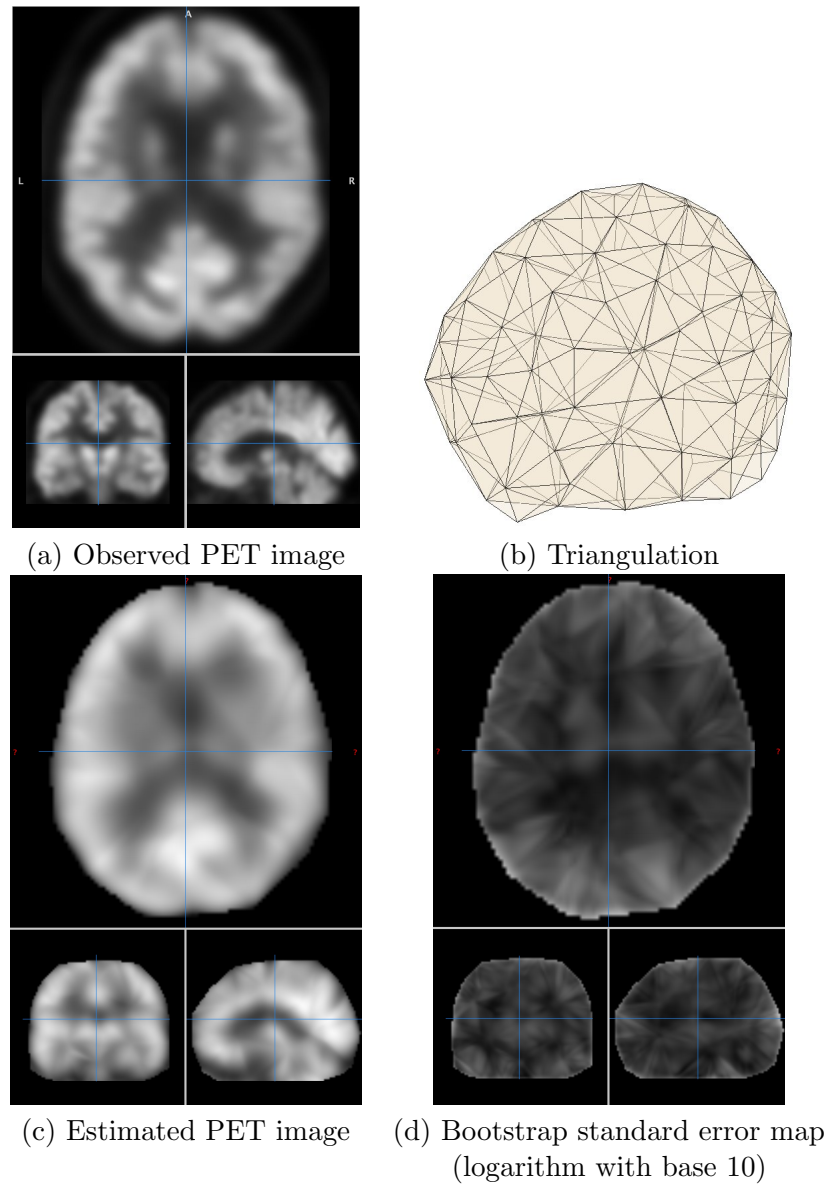 A
L
R
(a) Observed PET image
(b) Triangulation
?
?
?
?
?
?
(c) Estimated PET image
(d) Bootstrap standard error map
(logarithm with base 10)